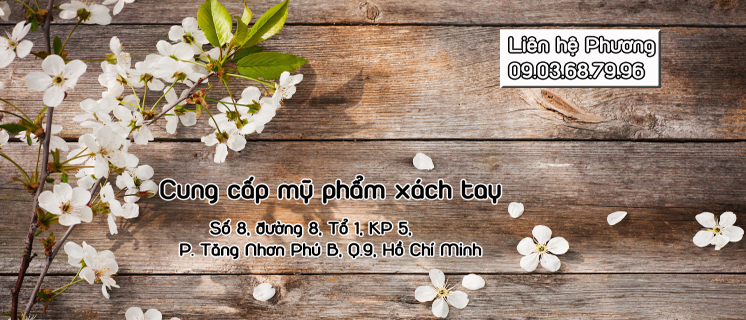 Liên hệ Phương
09.03.68.79.96
Cung cấp mỹ phẩm xách tay
Số 8, đường 8, Tổ 1, KP 5,
P. Tăng Nhơn Phú B, Q.9, Hồ Chí Minh